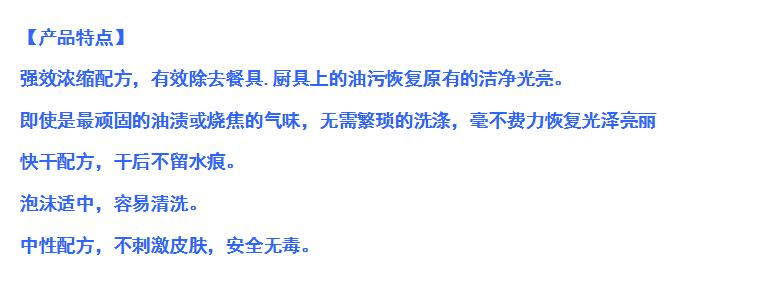 【产品特点】
强效浓缩配方，有效除去餐具.厨具上的油污恢复原有的洁净光亮。
即使是最顽固的油渍或烧焦的气味，无需繁琐的洗涤，毫不费力恢复光泽亮丽
快干配方，干后不留水痕。
泡沫适中，容易清洗。
中性配方，不刺激皮肤，安全无毒。